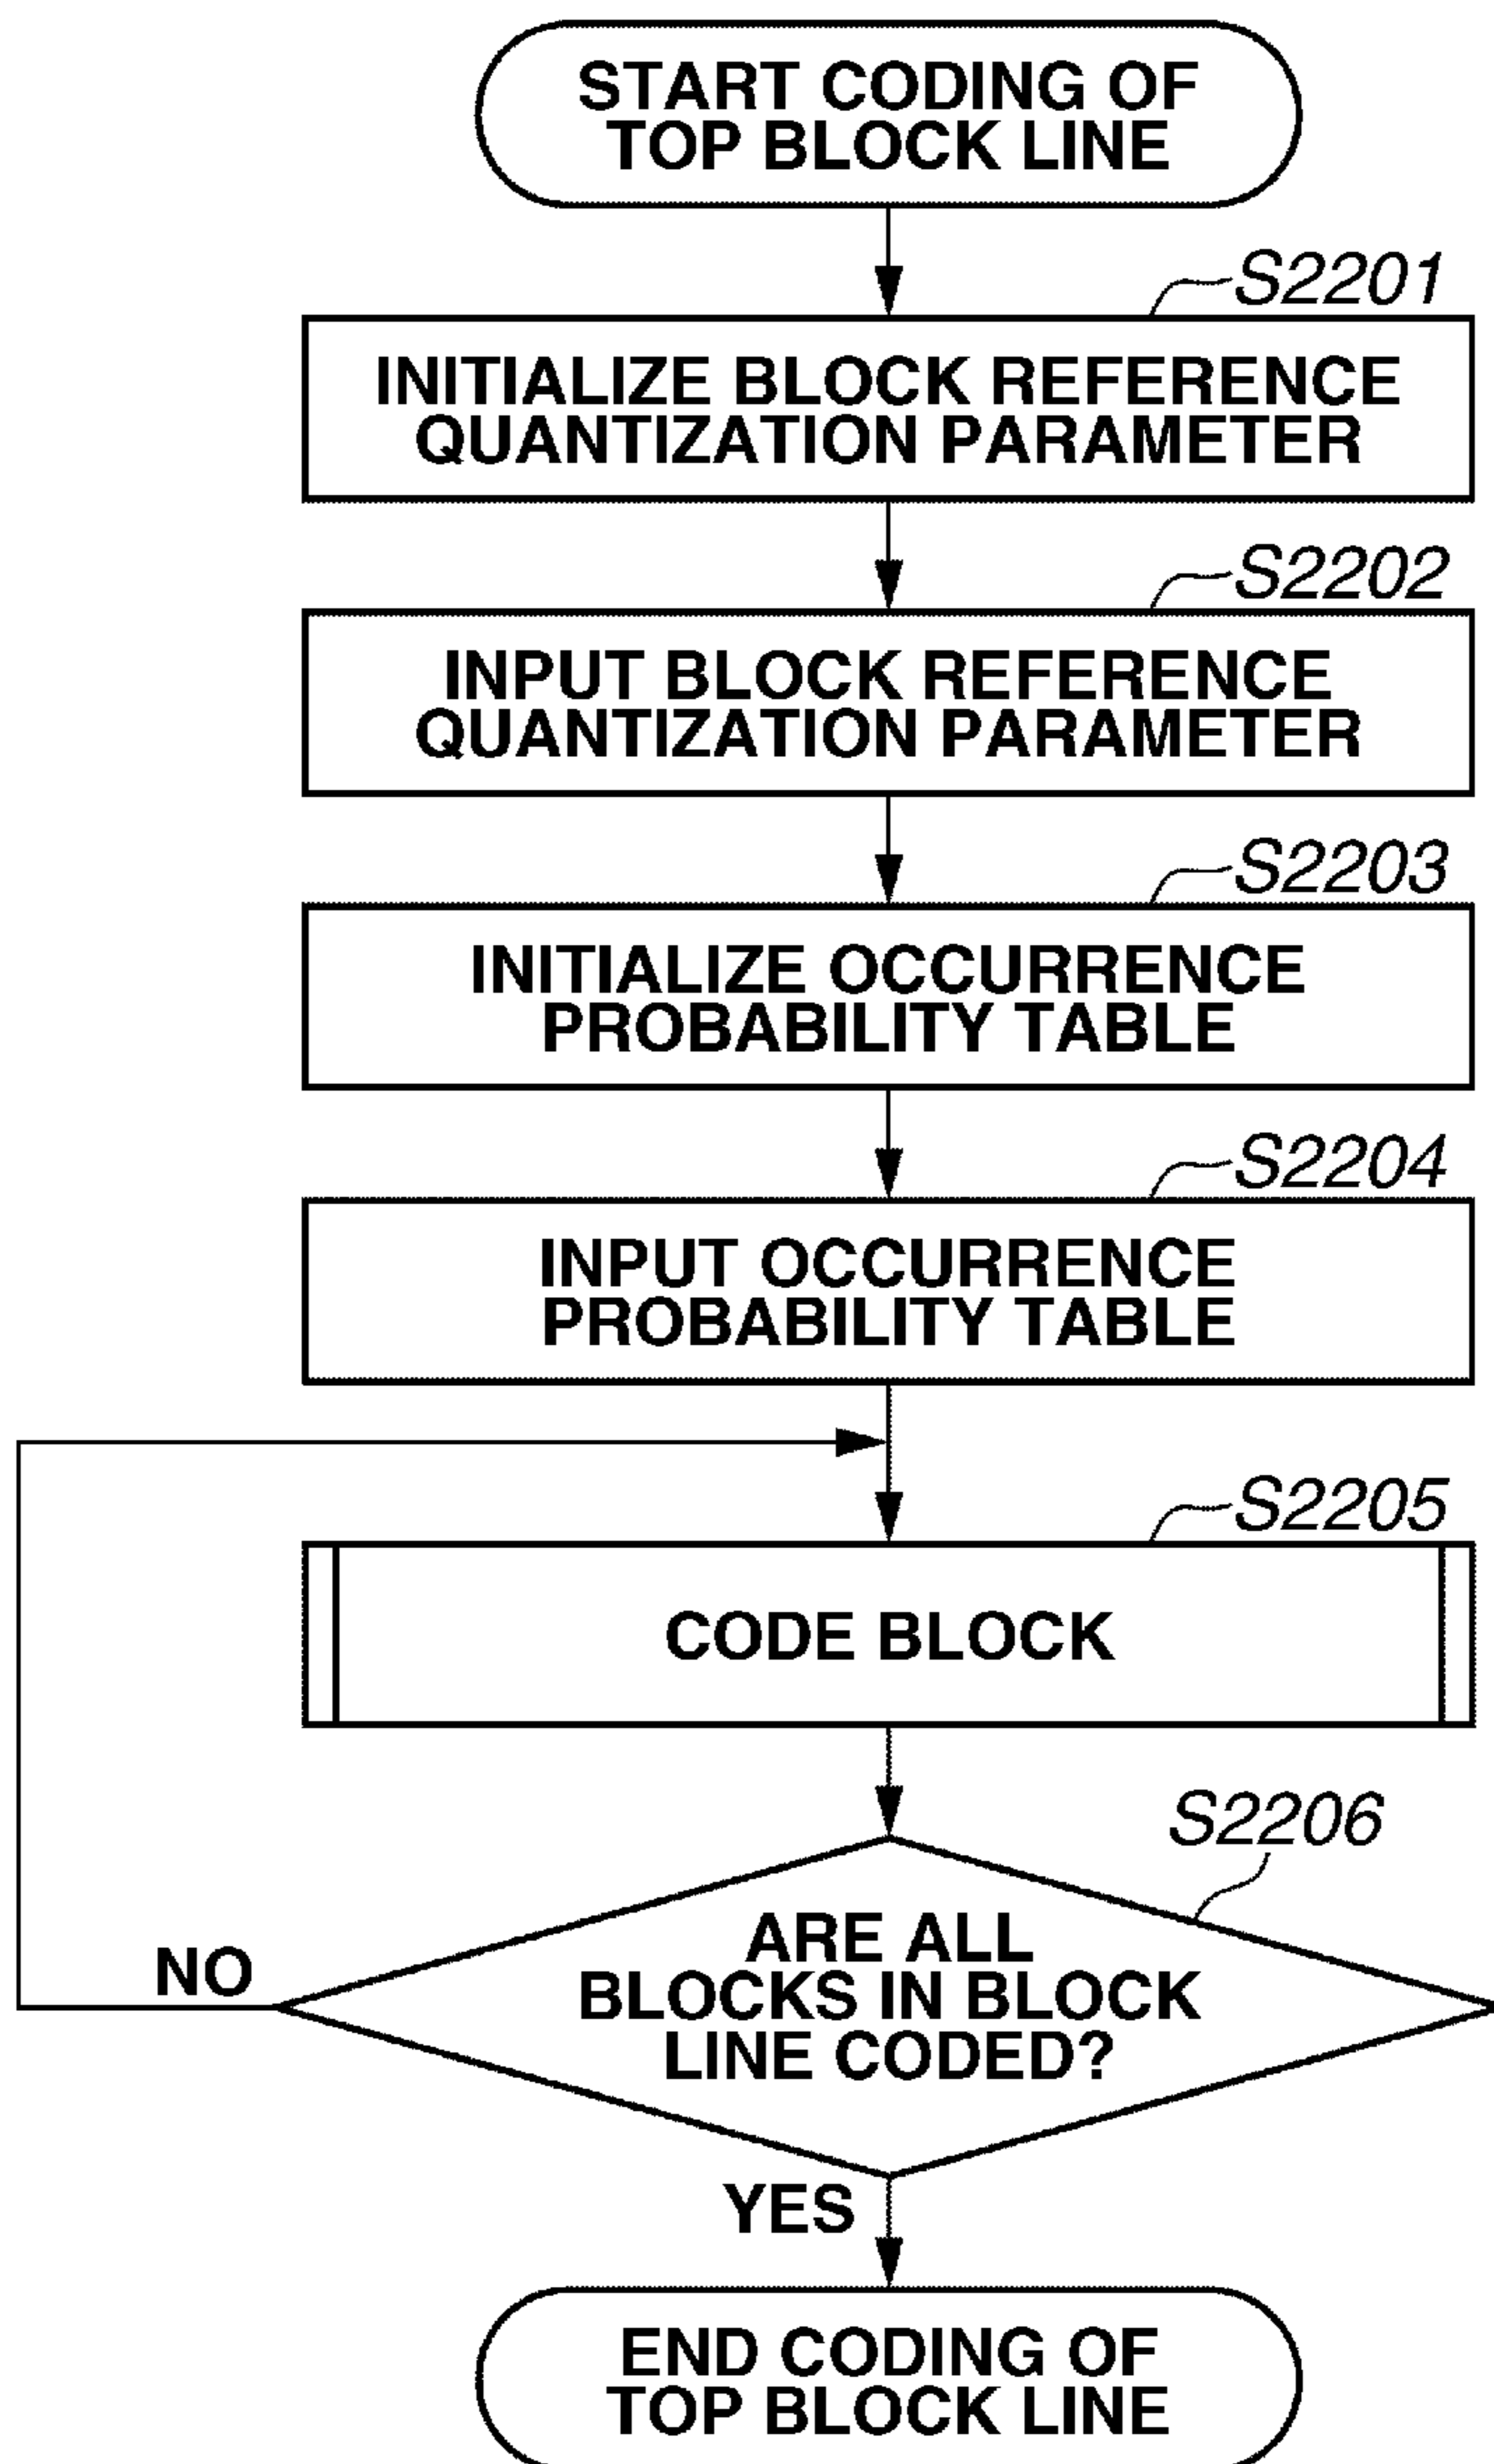 START CODING OF
TOP BLOCK LINE
S2201
INITIALIZE BLOCK REFERENCE
QUANTIZATION PARAMETER
S2202
INPUT BLOCK REFERENCE
QUANTIZATION PARAMETER
S2203
INITIALIZE OCCURRENCE
PROBABILITY TABLE
S2204
INPUT OCCURRENCE
PROBABILITY TABLE
S2205
CODE BLOCK
S2206
ARE ALL
BLOCKS IN BLOCK
LINE CODED?
NO
YES
END CODING OF
TOP BLOCK LINE